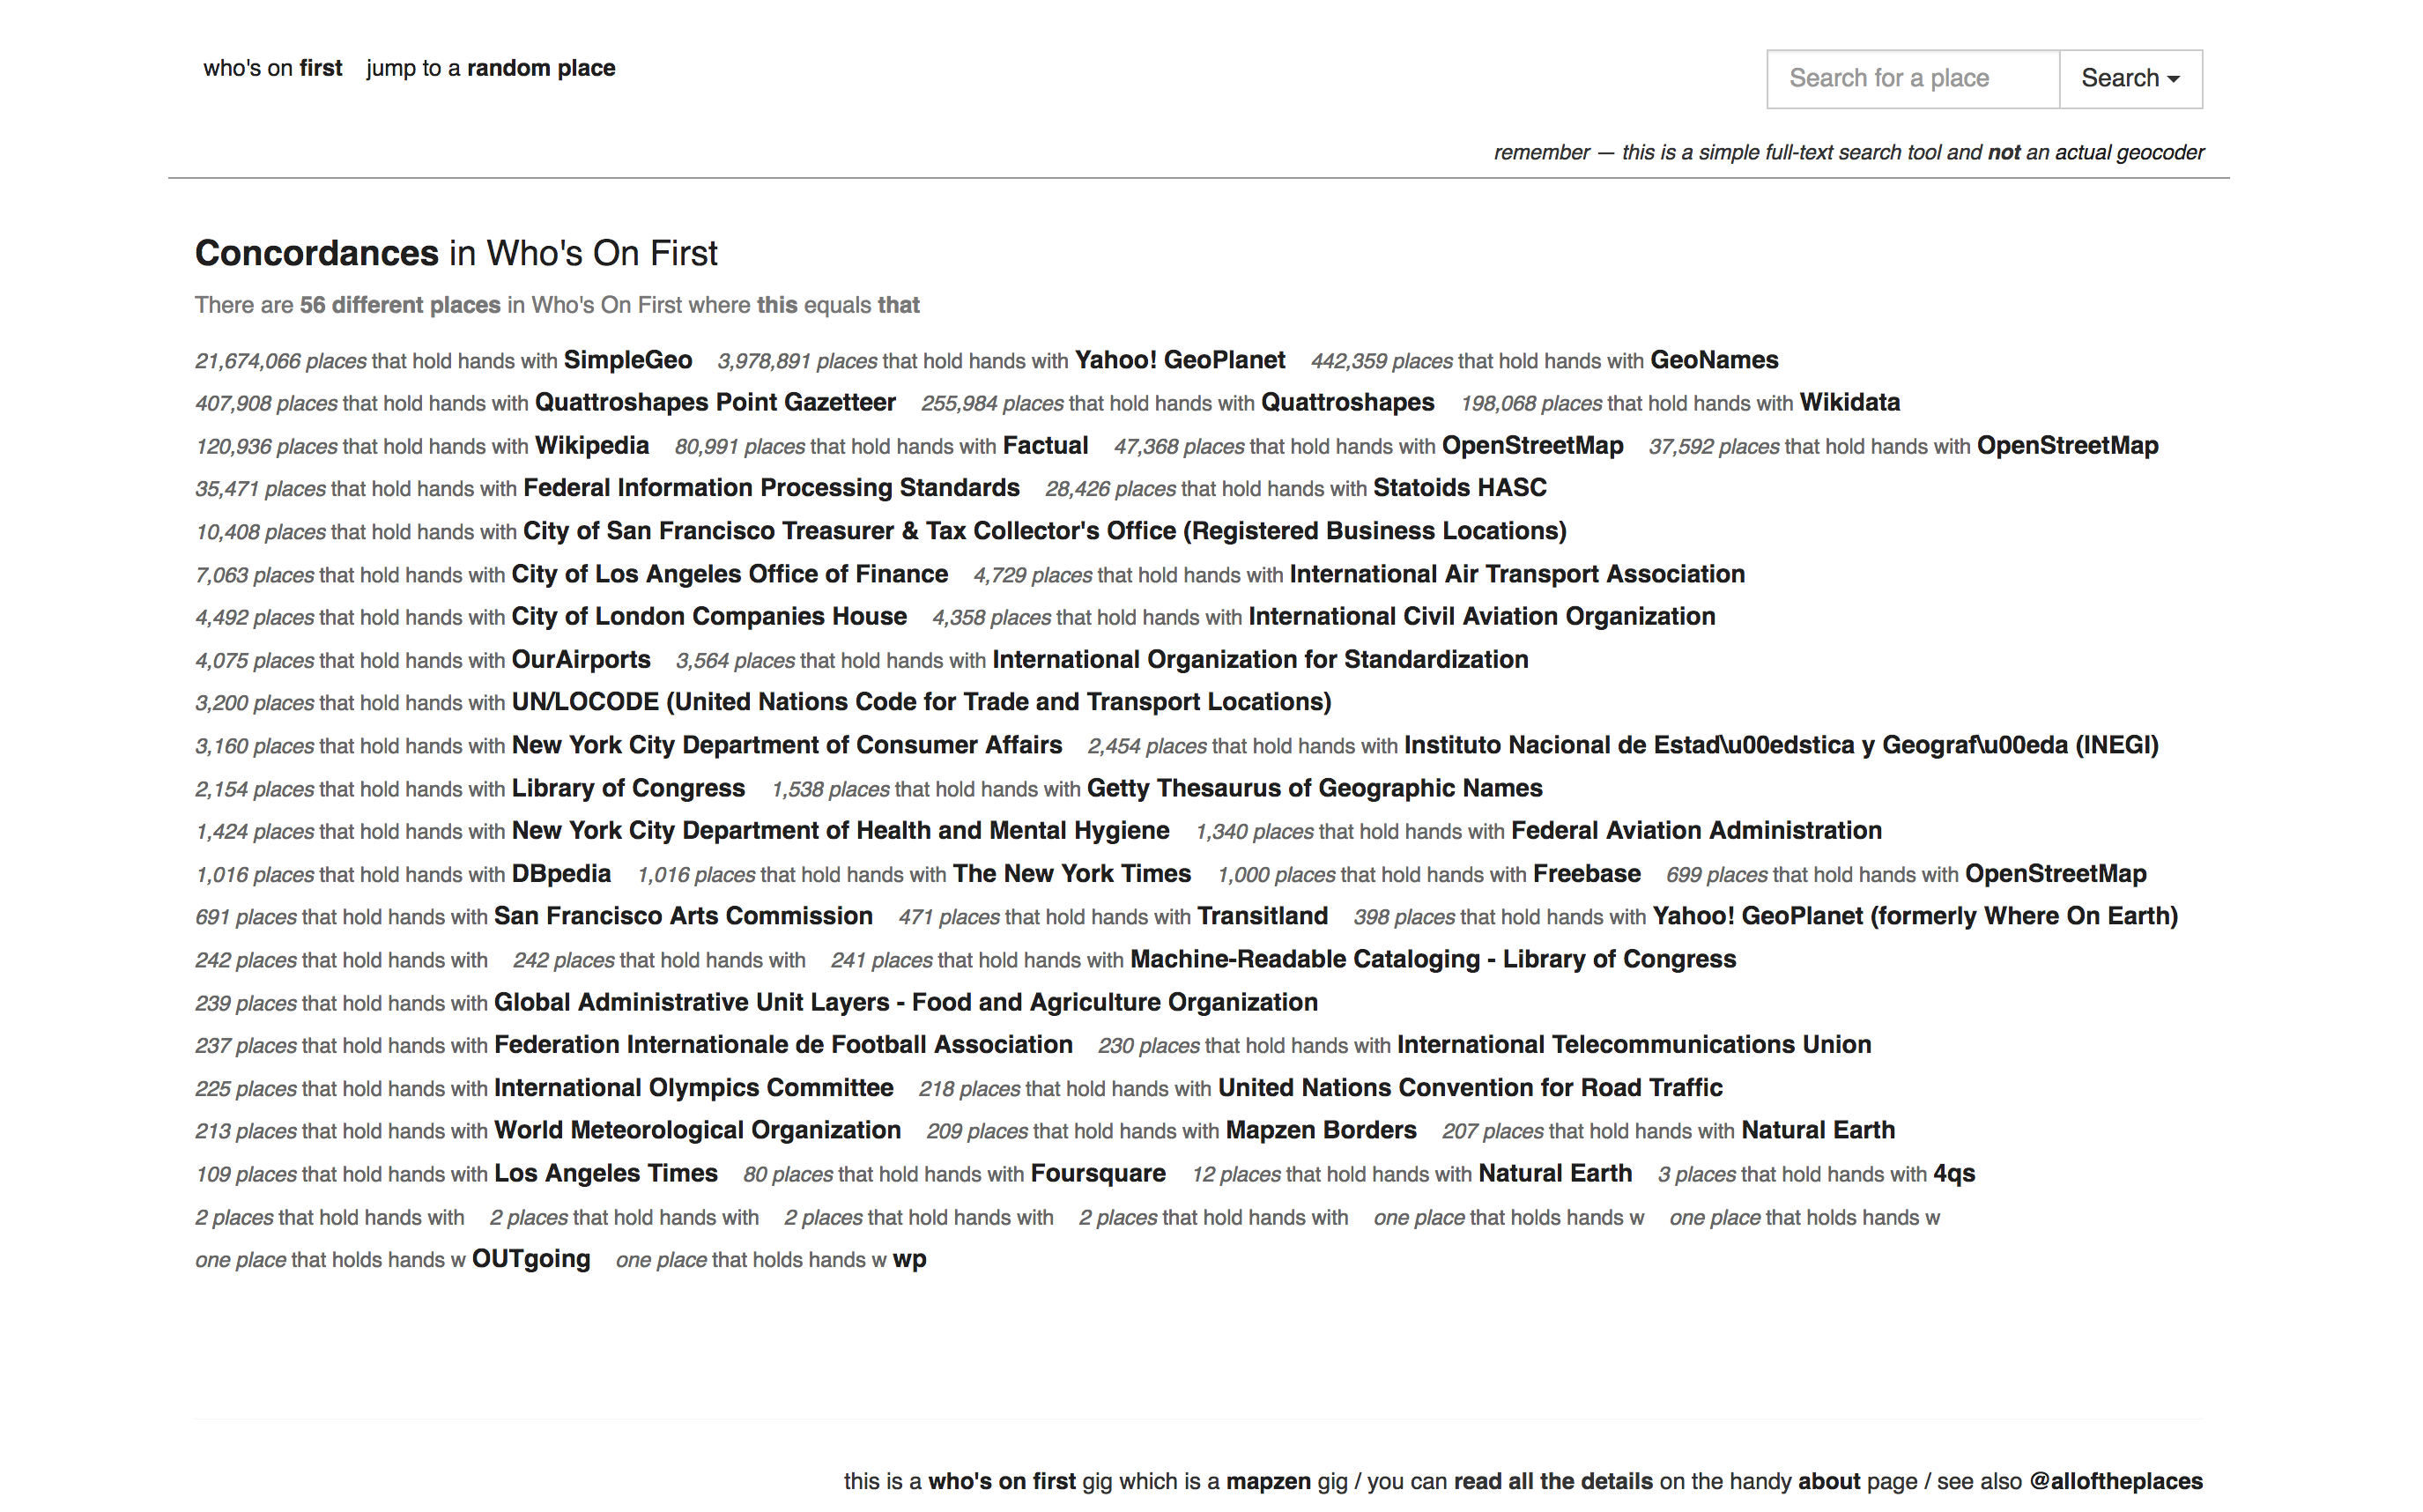 who's on first jump to a random place
Search for a place Search
remember — this is a simple full-text search tool and not an actual geocoder
Concordances in Who's On First
There are 56 different places in Who's On First where this equals that
21,674,066 places that hold hands with SimpleGeo 3,978,891 places that hold hands with Yahoo! GeoPlanet 442,359 places that hold hands with GeoNames
407,908 places that hold hands with Quattroshapes Point Gazetteer 255,984 places that hold hands with Quattroshapes 198,068 places that hold hands with Wikidata
120,936 places that hold hands with Wikipedia 80,991 places that hold hands with Factual 47,368 places that hold hands with OpenStreetMap 37,592 places that hold hands with OpenStreetMap
35,471 places that hold hands with Federal Information Processing Standards 28,426 places that hold hands with Statoids HASC
10,408 places that hold hands with City of San Francisco Treasurer & Tax Collector's Office (Registered Business Locations)
7,063 places that hold hands with City of Los Angeles Office of Finance 4,729 places that hold hands with International Air Transport Association
4,492 places that hold hands with City of London Companies House 4,358 places that hold hands with International Civil Aviation Organization
4,075 places that hold hands with OurAirports 3,564 places that hold hands with International Organization for Standardization
3,200 places that hold hands with UN/LOCODE (United Nations Code for Trade and Transport Locations)
3,160 places that hold hands with New York City Department of Consumer Affairs 2,454 places that hold hands with Instituto Nacional de Estad\u00edstica y Geograf\u00eda (INEGI)
2,154 places that hold hands with Library of Congress 1,538 places that hold hands with Getty Thesaurus of Geographic Names
1,424 places that hold hands with New York City Department of Health and Mental Hygiene 1,340 places that hold hands with Federal Aviation Administration
1,016 places that hold hands with DBpedia 1,016 places that hold hands with The New York Times 1,000 places that hold hands with Freebase 699 places that hold hands with OpenStreetMap
691 places that hold hands with San Francisco Arts Commission 471 places that hold hands with Transitland 398 places that hold hands with Yahoo! GeoPlanet (formerly Where On Earth)
242 places that hold hands with 242 places that hold hands with 241 places that hold hands with Machine-Readable Cataloging - Library of Congress
239 places that hold hands with Global Administrative Unit Layers - Food and Agriculture Organization
237 places that hold hands with Federation Internationale de Football Association 230 places that hold hands with International Telecommunications Union
225 places that hold hands with International Olympics Committee 218 places that hold hands with United Nations Convention for Road Traffic
213 places that hold hands with World Meteorological Organization 209 places that hold hands with Mapzen Borders 207 places that hold hands with Natural Earth
109 places that hold hands with Los Angeles Times 80 places that hold hands with Foursquare 12 places that hold hands with Natural Earth 3 places that hold hands with 4qs
2 places that hold hands with 2 places that hold hands with 2 places that hold hands with 2 places that hold hands with one place that holds hands w one place that holds hands w
one place that holds hands w OUTgoing one place that holds hands w wp
this is a who's on first gig which is a mapzen gig / you can read all the details on the handy about page / see also @alloftheplaces